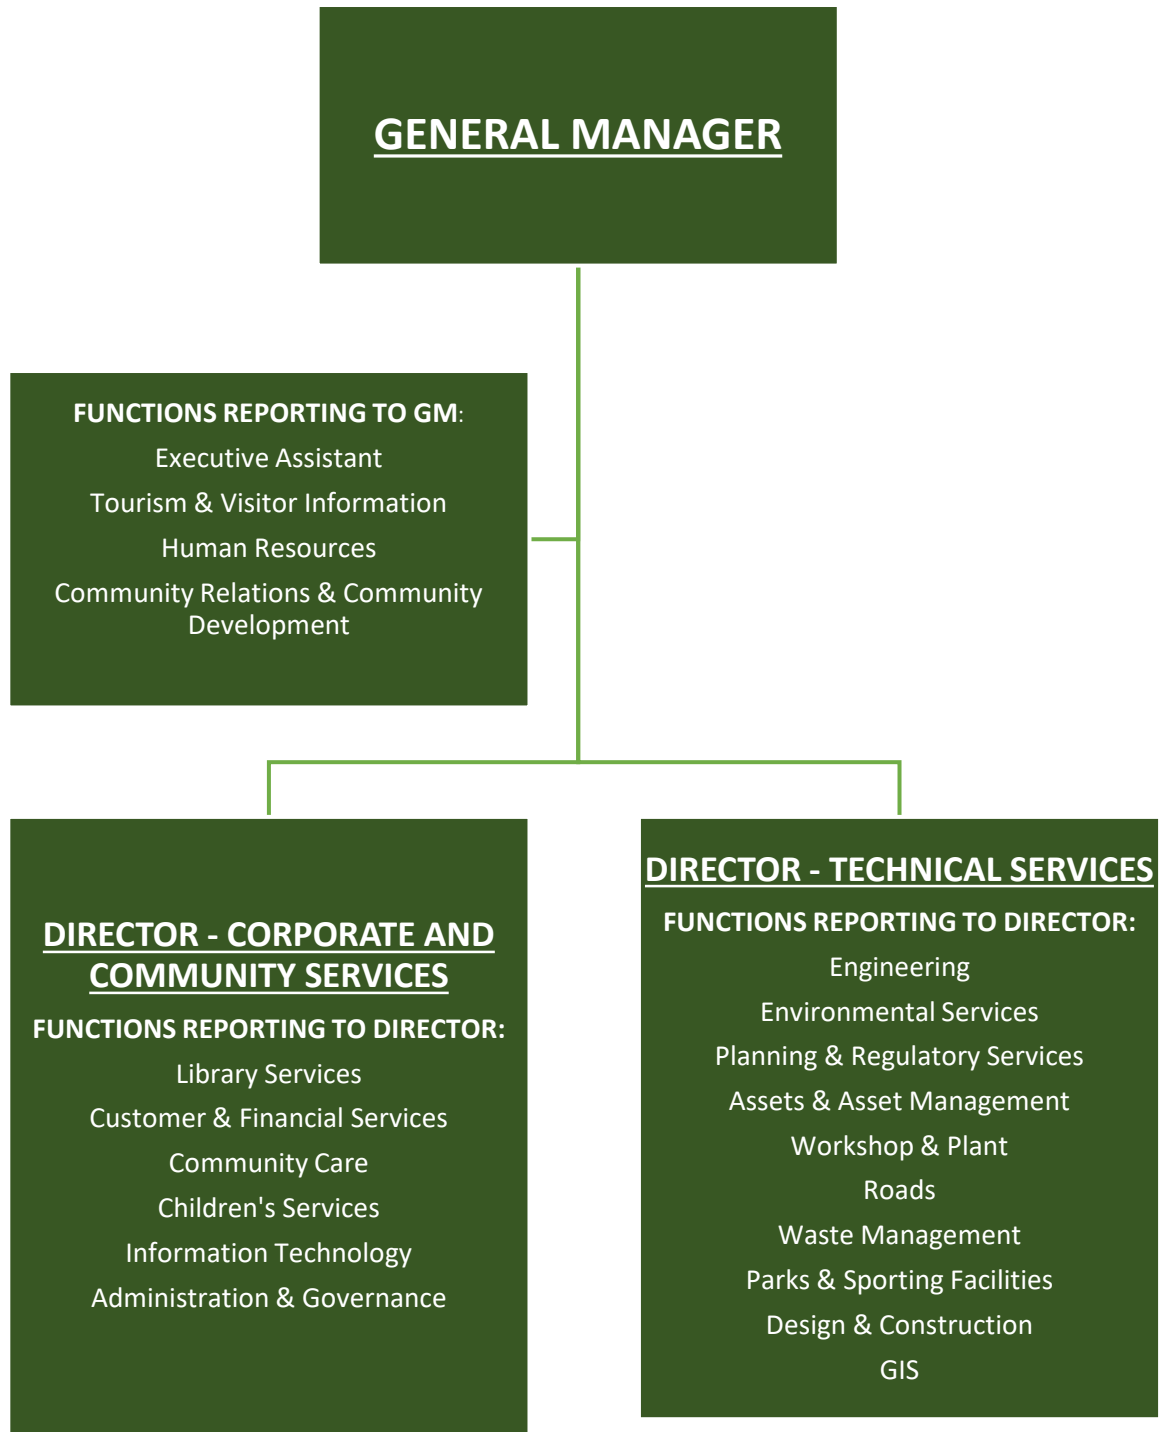 GENERAL MANAGER
FUNCTIONS REPORTING TO GM:
Executive Assistant
Tourism & Visitor Information
Human Resources
Community Relations & Community
Development
DIRECTOR - CORPORATE AND
COMMUNITY SERVICES
FUNCTIONS REPORTING TO DIRECTOR:
Library Services
Customer & Financial Services
Community Care
Children's Services
Information Technology
Administration & Governance
DIRECTOR - TECHNICAL SERVICES
FUNCTIONS REPORTING TO DIRECTOR:
Engineering
Environmental Services
Planning & Regulatory Services
Assets & Asset Management
Workshop & Plant
Roads
Waste Management
Parks & Sporting Facilities
Design & Construction
GIS